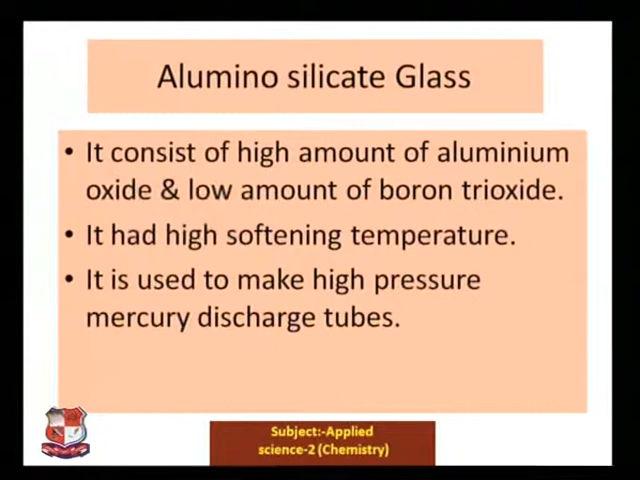 Alumino silicate Glass
• It consist of high amount of aluminium
oxide & low amount of boron trioxide.
• It had high softening temperature.
• It is used to make high pressure
mercury discharge tubes.
Subject:-Applied
science-2 (Chemistry)